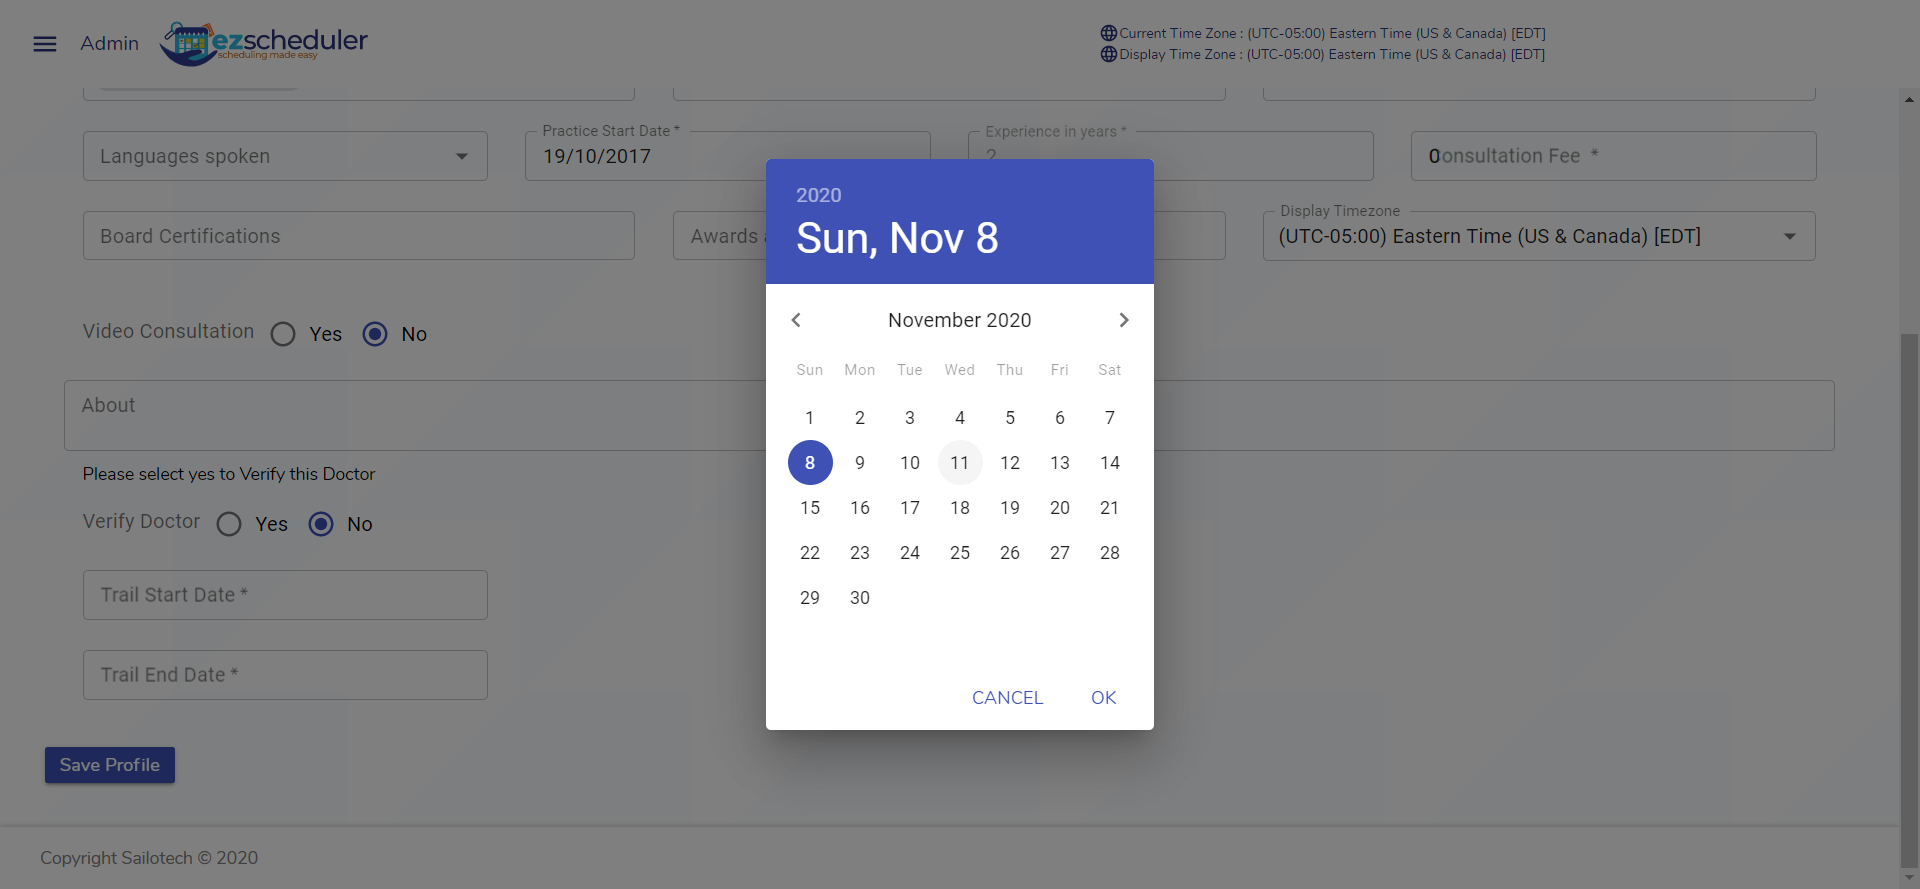 Admin
ezscheduler
scheduling made easy
Current Time Zone : (UTC-05:00) Eastern Time (US & Canada) [EDT]
Display Time Zone : (UTC-05:00) Eastern Time (US & Canada) [EDT]
Languages spoken
Practice Start Date *
19/10/2017
Experience in years *
2
0
Consultation Fee *
Board Certifications
Awards
Display Timezone
(UTC-05:00) Eastern Time (US & Canada) [EDT]
Video Consultation Yes No
About
Please select yes to Verify this Doctor
Verify Doctor Yes No
Trail Start Date *
Trail End Date *
Save Profile
Copyright Sailotech © 2020
2020
Sun, Nov 8
November 2020
Sun Mon Tue Wed Thu Fri Sat
1 2 3 4 5 6 7
8 9 10 11 12 13 14
15 16 17 18 19 20 21
22 23 24 25 26 27 28
29 30
CANCEL OK